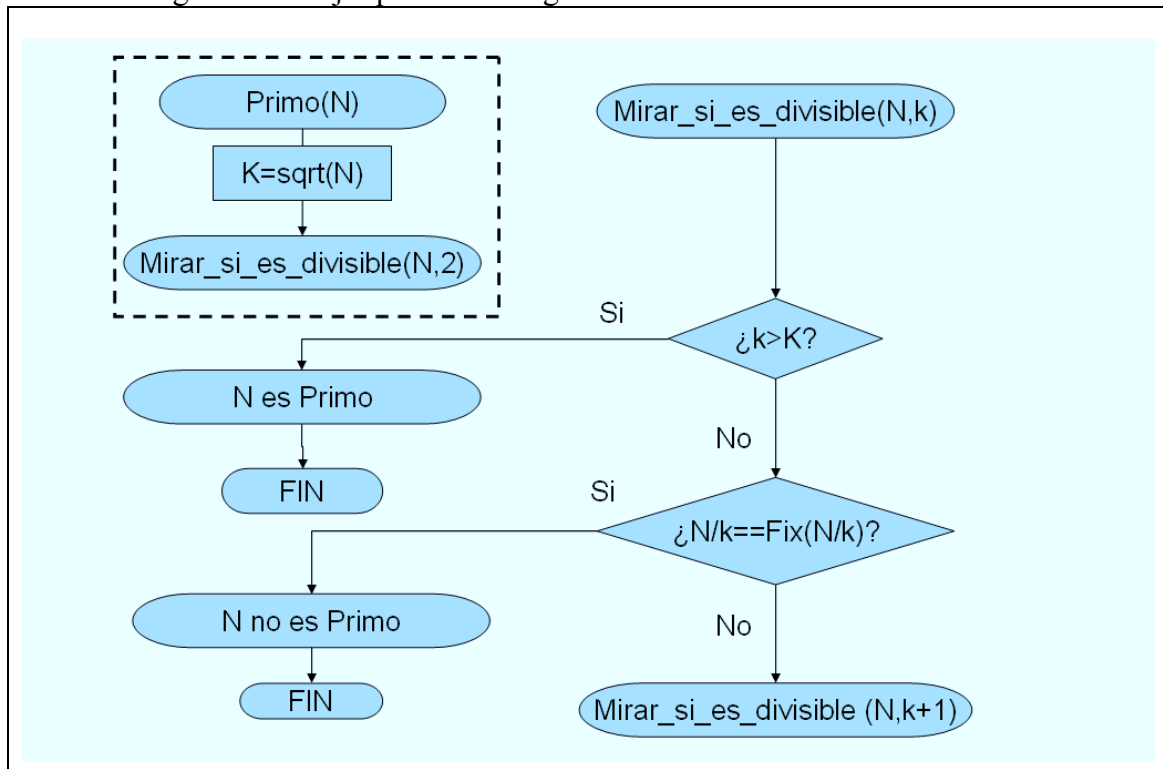 Primo(N)
K=sqrt(N)
Mirar_si_es_divisible(N,2)
Mirar_si_es_divisible(N,k)
¿k>K?
Si
N es Primo
FIN
No
¿N/k==Fix(N/k)?
Si
N no es Primo
FIN
No
Mirar_si_es_divisible (N,k+1)